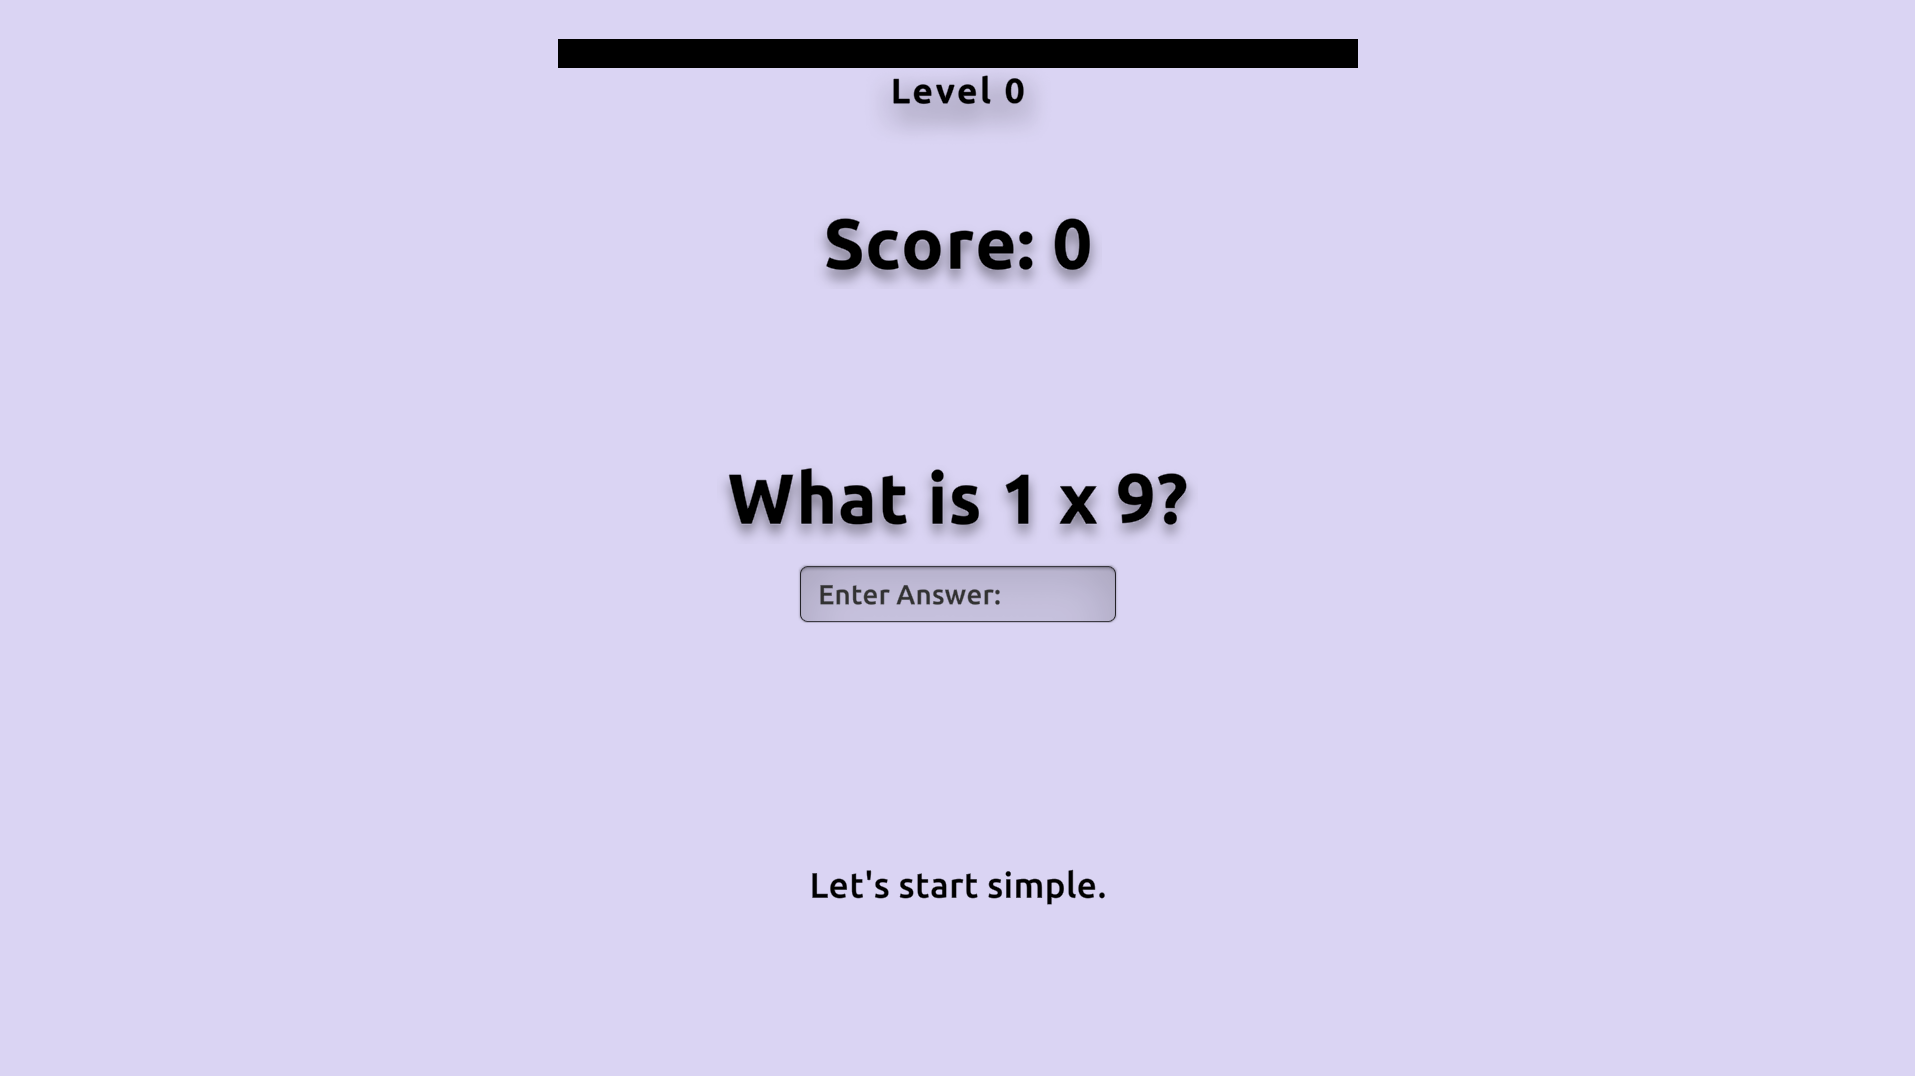 Level 0
Score: 0
What is 1 x 9?
Enter Answer:
Let's start simple.